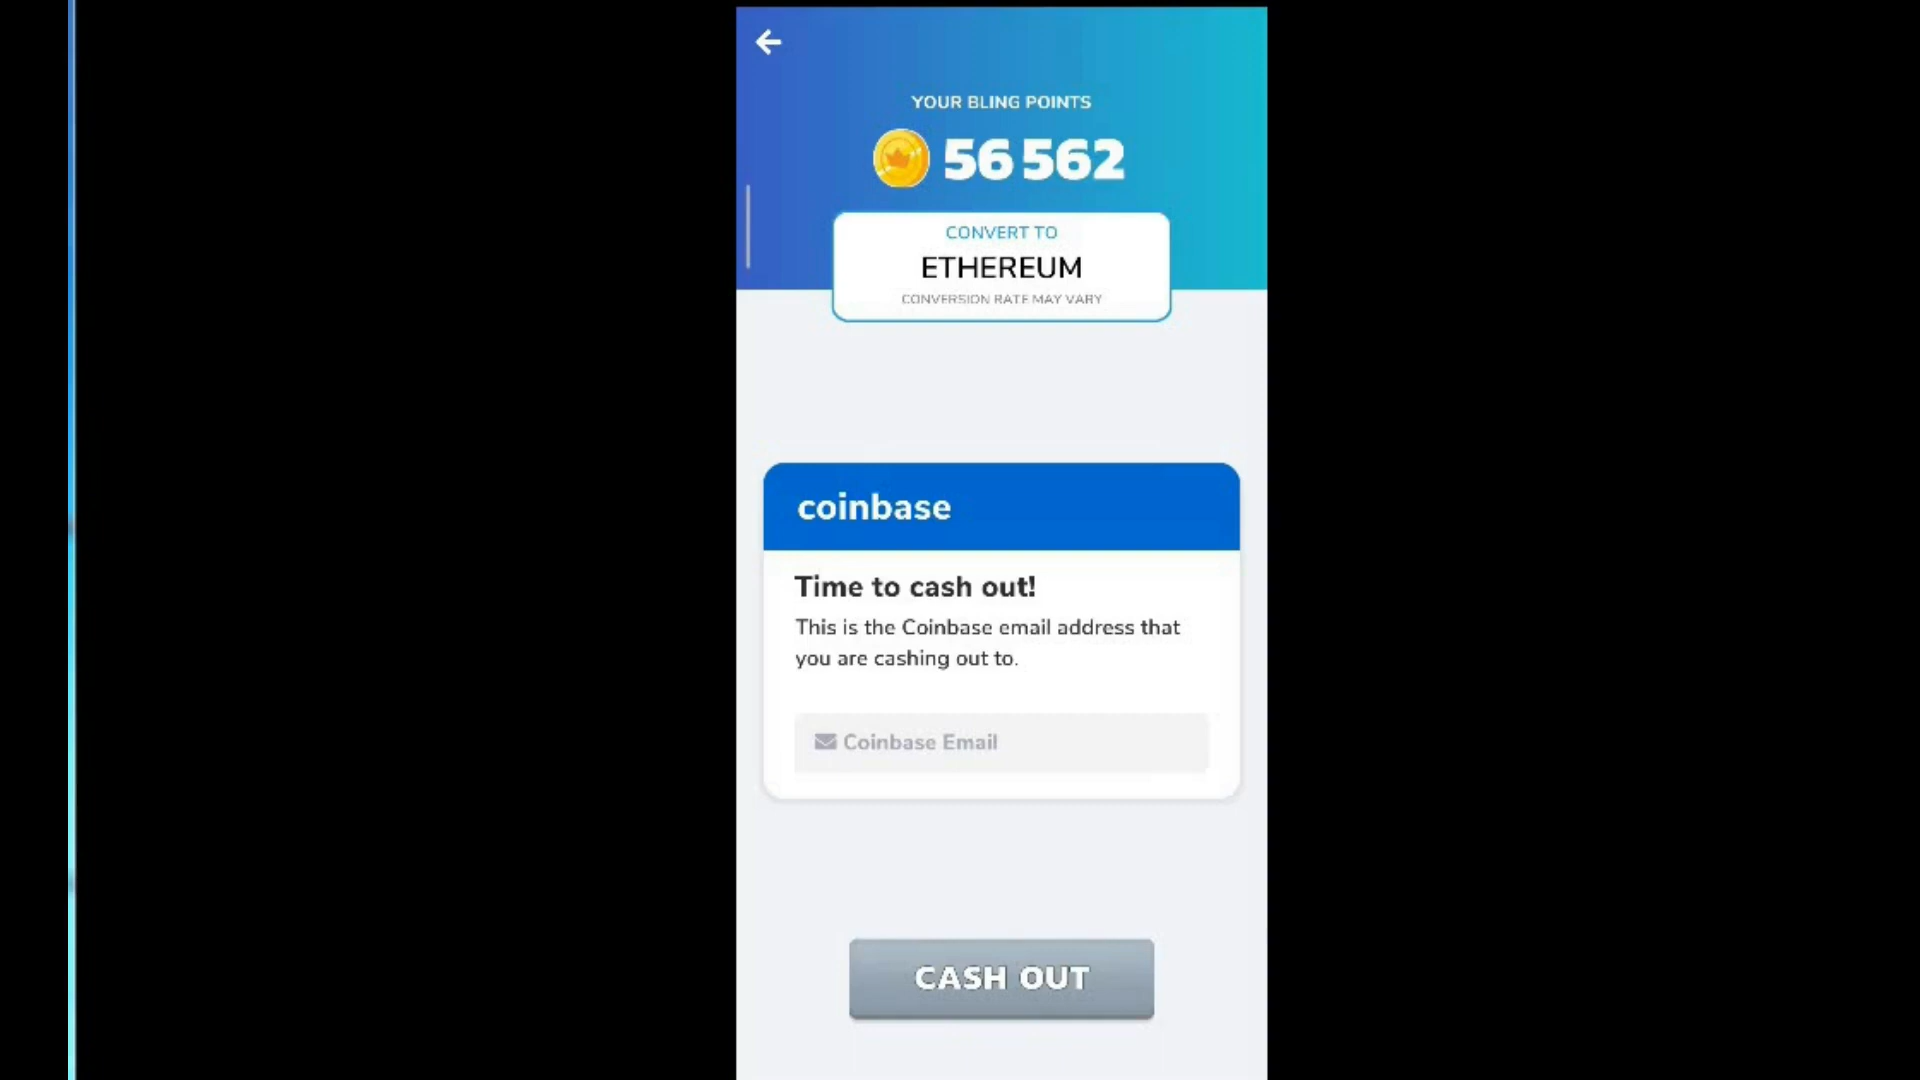 YOUR BLING POINTS
56 562
CONVERT TO
ETHEREUM
CONVERSION RATE MAY VARY
coinbase
Time to cash out!
This is the Coinbase email address that
you are cashing out to.
Coinbase Email
CASH OUT